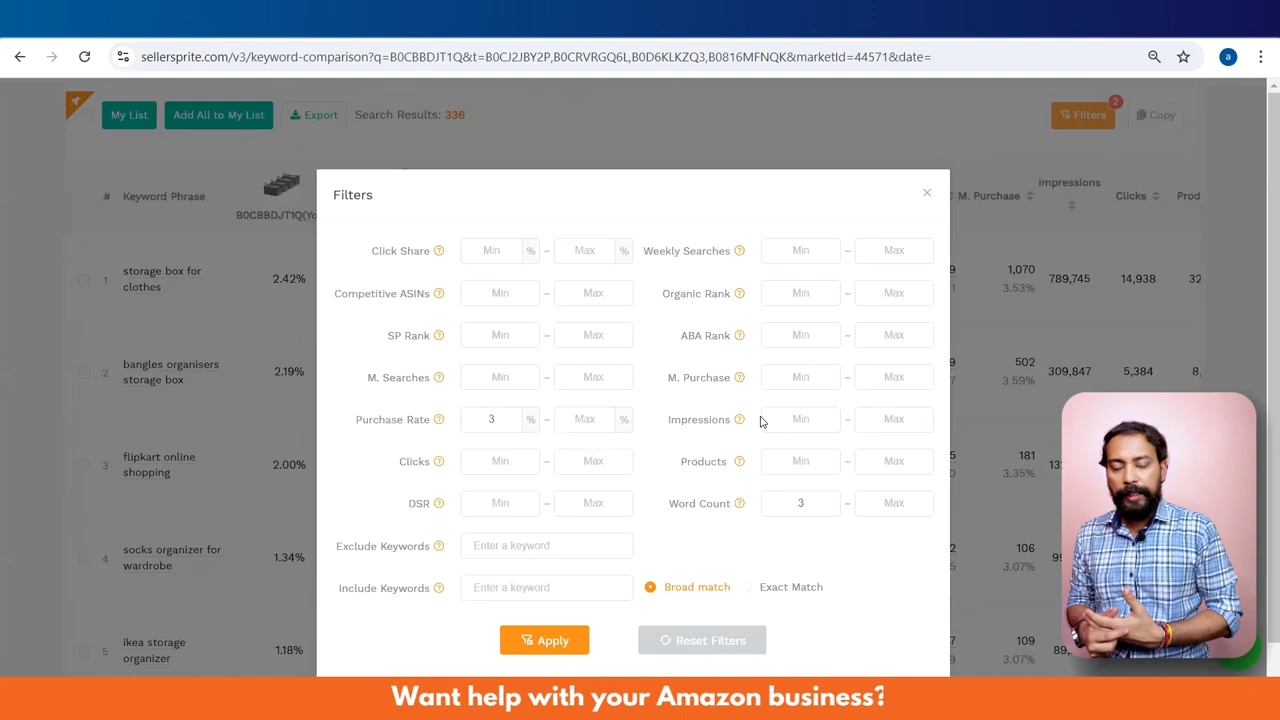 sellersprite.com/v3/keyword-comparison?q=B0CBBDJT1Q&t=B0CJ2JBY2P,B0CRVRGQ6L,B0D6KLKZQ3,B0816MFNQK&marketId=44571&date=
a
My List
Add All to My List
Export
Search Results: 336
Filters
2
Copy
# Keyword Phrase
B0CBBDJT1Q(Yo
M. Purchase
Impressions
Clicks
Prod
1
storage box for
clothes
2.42%
1,070
3.53%
789,745
14,938
32
2
bangles organisers
storage box
2.19%
502
3.59%
309,847
5,384
8,
3
flipkart online
shopping
2.00%
181
3.35%
4
socks organizer for
wardrobe
1.34%
106
3.07%
5
ikea storage
organizer
1.18%
109
3.07%
Filters
Click Share Min % – Max %
Weekly Searches Min – Max
Competitive ASINs Min – Max
Organic Rank Min – Max
SP Rank Min – Max
ABA Rank Min – Max
M. Searches Min – Max
M. Purchase Min – Max
Purchase Rate 3 % – Max %
Impressions Min – Max
Clicks Min – Max
Products Min – Max
DSR Min – Max
Word Count 3 – Max
Exclude Keywords Enter a keyword
Include Keywords Enter a keyword
Broad match Exact Match
Apply
Reset Filters
Want help with your Amazon business?